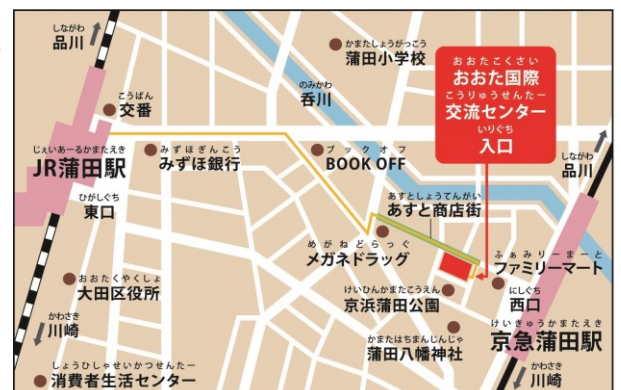 しながわ
品川
かまたしょうがっこう
蒲田小学校
おおたこくさい
おおた国際
こうりゅうせんたー
交流センター
いりぐち
入口
のみかわ
呑川
こうばん
交番
じぇいあーるかまたえき
JR蒲田駅
みずほぎんこう
みずほ銀行
ブックオフ
BOOK OFF
しながわ
品川
ひがしぐち
東口
あすとしょうてんがい
あすと商店街
めがねどらっぐ
メガネドラッグ
ふぁみりーまーと
ファミリーマート
おおたくやくしょ
大田区役所
けいひんかまたこうえん
京浜蒲田公園
にしぐち
西口
かわさき
川崎
かまたはちまんじんじゃ
蒲田八幡神社
けいきゅうかまたえき
京急蒲田駅
しょうひしゃせいかつせんたー
消費者生活センター
かわさき
川崎